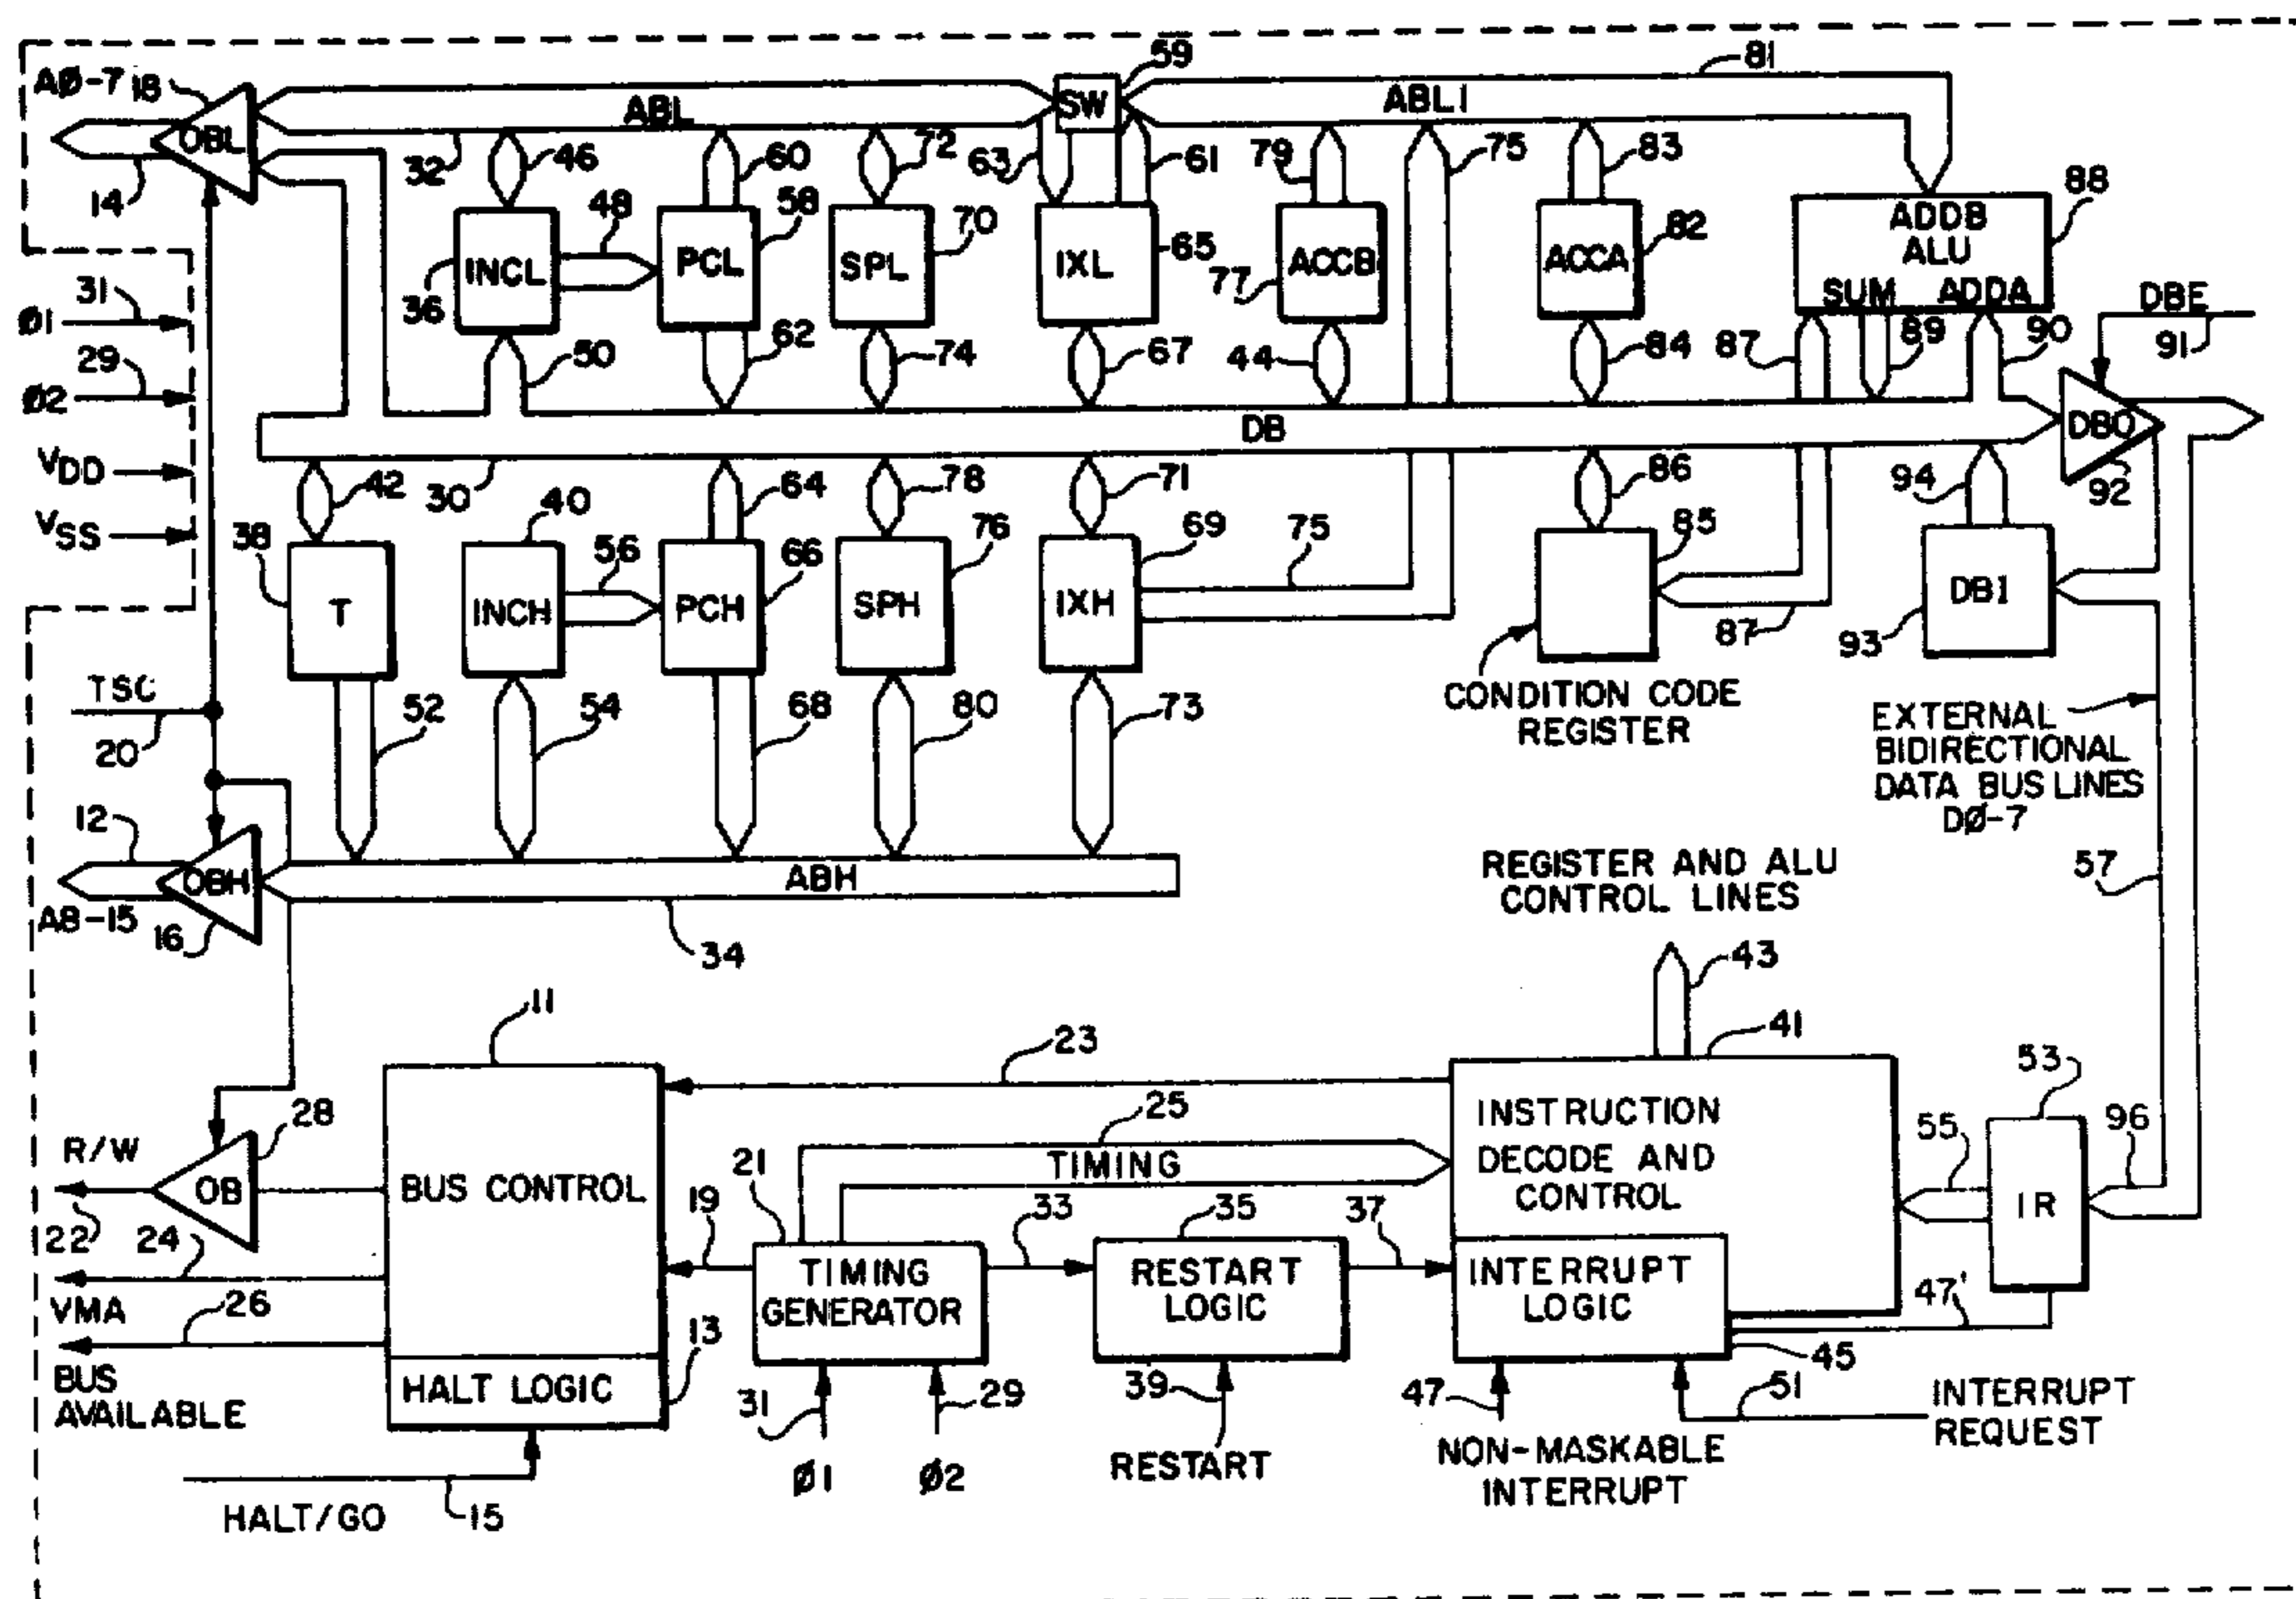 59
81
AØ-7
18
SW
ABL
ABLI
OBL
32
46
60
72
63
61
79
75
83
88
14
48
58
70
65
82
ADDB
ALU
INCL
PCL
SPL
IXL
ACCB
ACCA
36
77
SUM
ADDA
DBE
31
Ø1
50
62
74
67
44
84
87
89
90
91
29
Ø2
DB
DBO
VDD
42
30
64
78
71
86
94
92
VSS
38
40
56
66
76
69
75
85
T
INCH
PCH
SPH
IXH
DBI
87
93
TSC
20
52
54
68
80
73
CONDITION CODE
REGISTER
EXTERNAL
BIDIRECTIONAL
DATA BUS LINES
DØ-7
12
OBH
ABH
A8-15
16
34
REGISTER AND ALU
CONTROL LINES
57
43
11
23
41
53
R/W
28
25
INSTRUCTION
DECODE AND
CONTROL
55
96
OB
BUS CONTROL
21
TIMING
22
24
19
33
35
37
IR
VMA
26
TIMING
GENERATOR
RESTART
LOGIC
INTERRUPT
LOGIC
47'
13
45
BUS
AVAILABLE
HALT LOGIC
31
29
39
47
51
INTERRUPT
REQUEST
Ø1
Ø2
RESTART
NON-MASKABLE
INTERRUPT
HALT/GO
15